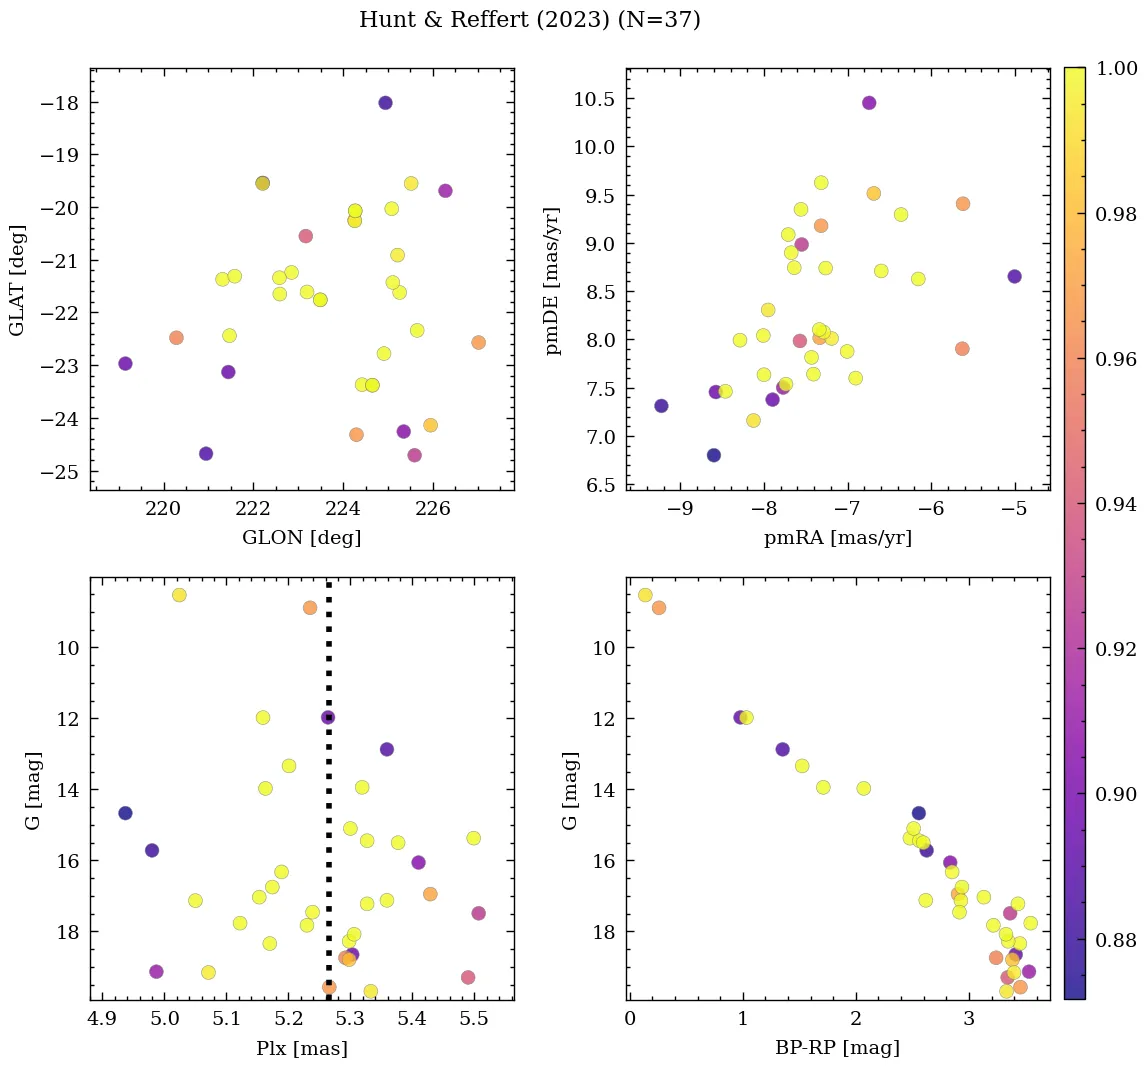 Hunt & Reffert (2023) (N=37)
−18
−19
−20
−21
−22
−23
−24
−25
GLAT [deg]
220 222 224 226
GLON [deg]
10.5
10.0
9.5
9.0
8.5
8.0
7.5
7.0
6.5
pmDE [mas/yr]
−9 −8 −7 −6 −5
pmRA [mas/yr]
10
12
14
16
18
G [mag]
4.9 5.0 5.1 5.2 5.3 5.4 5.5
Plx [mas]
10
12
14
16
18
G [mag]
0 1 2 3
BP-RP [mag]
1.00
0.98
0.96
0.94
0.92
0.90
0.88